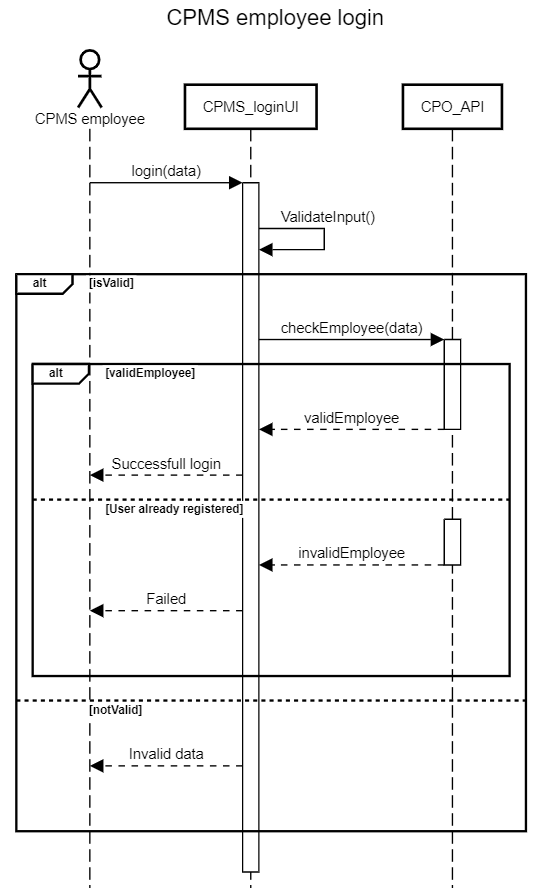 CPMS employee login
CPMS employee
CPMS_loginUI
CPO_API
login(data)
ValidateInput()
alt
[isValid]
checkEmployee(data)
alt
[validEmployee]
validEmployee
Successfull login
[User already registered]
invalidEmployee
Failed
[notValid]
Invalid data